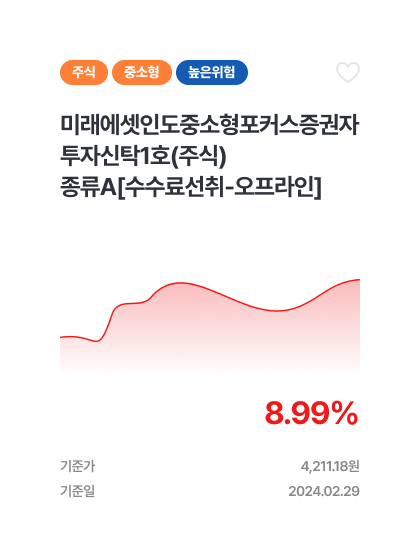 주식 중소형 높은위험
미래에셋인도중소형포커스증권자
투자신탁1호(주식)
종류A[수수료선취-오프라인]
8.99%
기준가 4,211.18원
기준일 2024.02.29